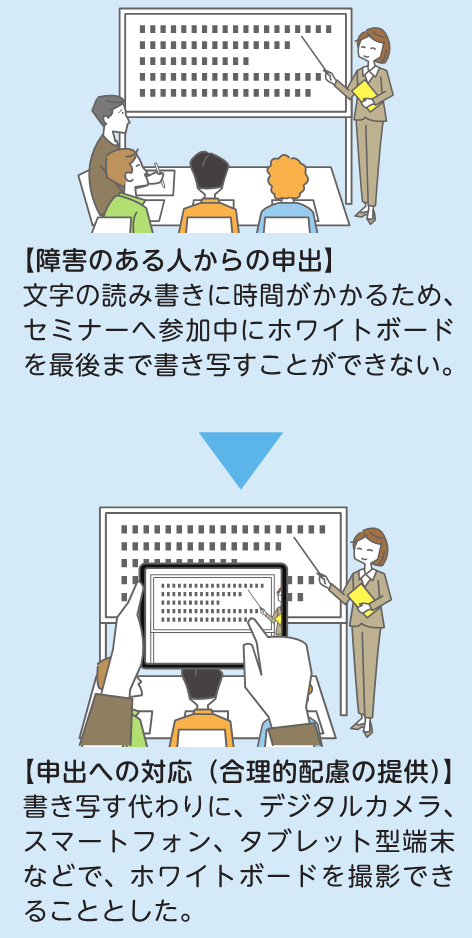 【障害のある人からの申出】
文字の読み書きに時間がかかるため、
セミナーへ参加中にホワイトボード
を最後まで書き写すことができない。
【申出への対応（合理的配慮の提供）】
書き写す代わりに、デジタルカメラ、
スマートフォン、タブレット型端末
などで、ホワイトボードを撮影でき
ることとした。